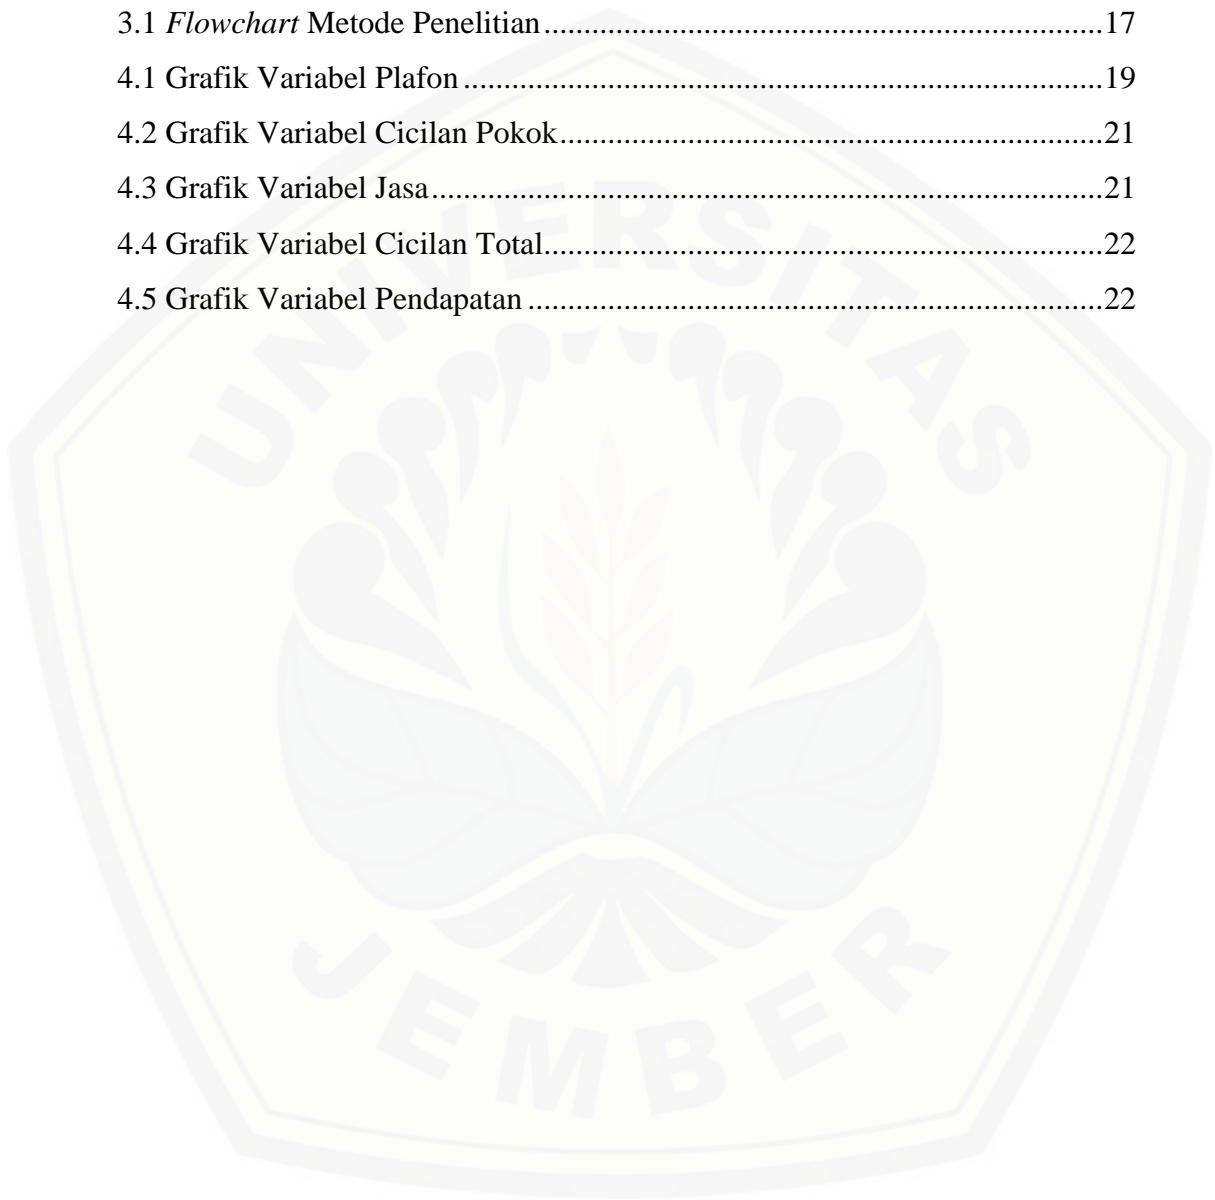 3.1 Flowchart Metode Penelitian............................................................................17
4.1 Grafik Variabel Plafon.......................................................................................19
4.2 Grafik Variabel Cicilan Pokok..........................................................................21
4.3 Grafik Variabel Jasa...........................................................................................21
4.4 Grafik Variabel Cicilan Total............................................................................22
4.5 Grafik Variabel Pendapatan..............................................................................22
UNIVERSITAS
JEMBER